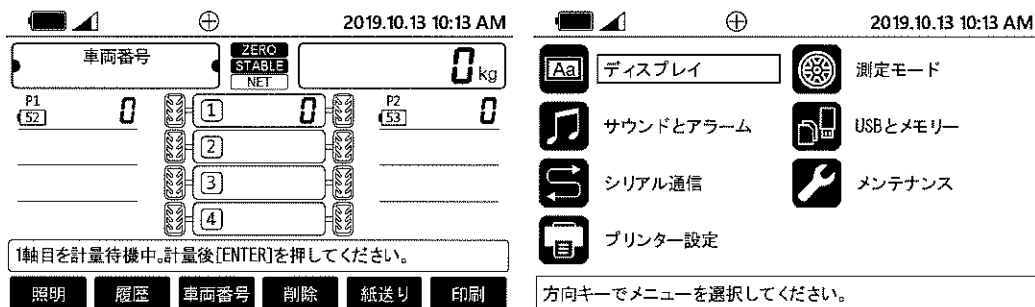 2019.10.13 10:13 AM
車両番号
ZERO
STABLE
NET
0 kg
P1
52
0
1
0
P2
53
0
2
3
4
1軸目を計量待機中。計量後[ENTER]を押してください。
照明 履歴 車両番号 削除 紙送り 印刷
2019.10.13 10:13 AM
Aa ディスプレイ
測定モード
サウンドとアラーム
USBとメモリー
シリアル通信
メンテナンス
プリンター設定
方向キーでメニューを選択してください。